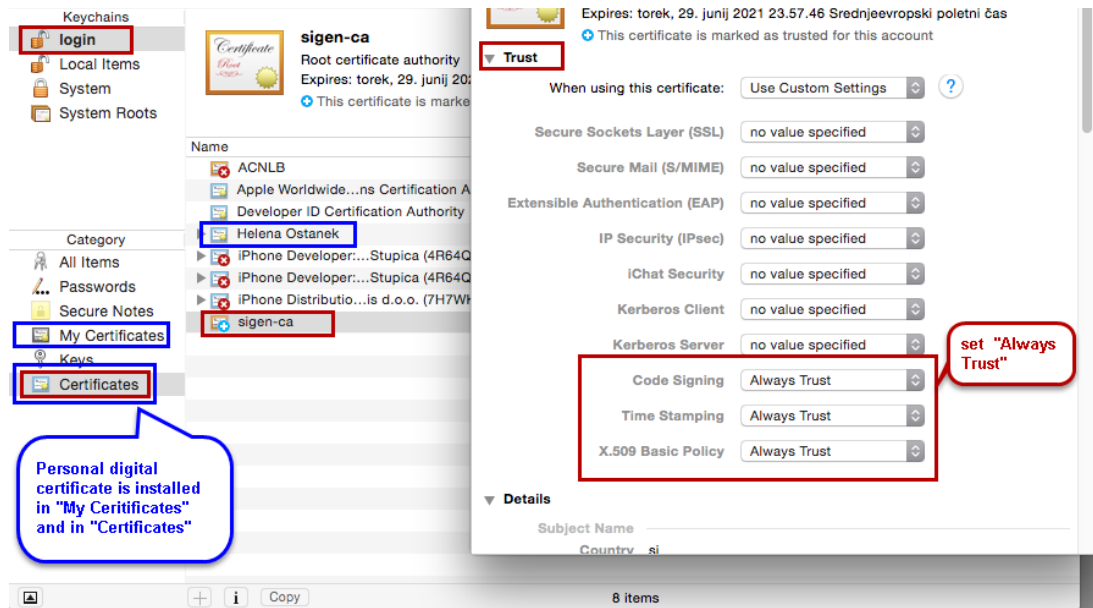 Keychains
login
Local Items
System
System Roots
Category
All Items
Passwords
Secure Notes
My Certificates
Keys
Certificates
Personal digital
certificate is installed
in "My Ceritificates"
and in "Certificates"
Certificate
Root
sigen-ca
Root certificate authority
Expires: torek, 29. junij 202
This certificate is marke
Name
ACNLB
Apple Worldwide...ns Certification A
Developer ID Certification Authority
Helena Ostanek
iPhone Developer:...Stupica (4R64Q
iPhone Developer:...Stupica (4R64Q
iPhone Distributio...is d.o.o. (7H7WH
sigen-ca
Expires: torek, 29. junij 2021 23.57.46 Srednjeevropski poletni čas
This certificate is marked as trusted for this account
Trust
When using this certificate: Use Custom Settings ?
Secure Sockets Layer (SSL) no value specified
Secure Mail (S/MIME) no value specified
Extensible Authentication (EAP) no value specified
IP Security (IPsec) no value specified
iChat Security no value specified
Kerberos Client no value specified
Kerberos Server no value specified
Code Signing Always Trust
Time Stamping Always Trust
X.509 Basic Policy Always Trust
set "Always
Trust"
Details
Subject Name
Country si
+ i Copy
8 items